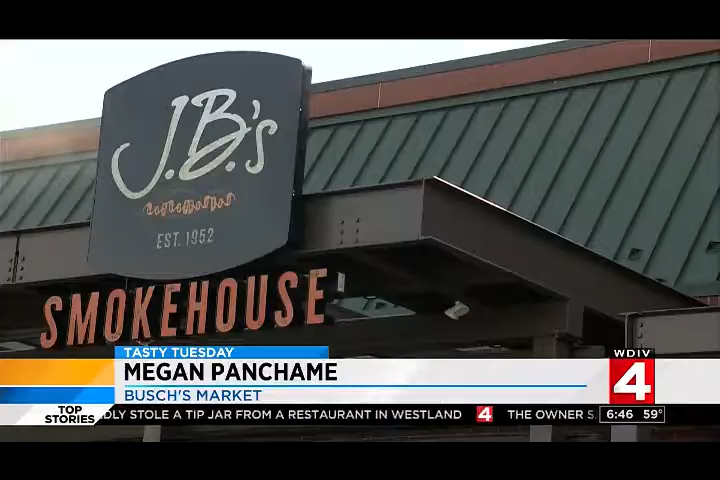 J.B.'s
EST. 1952
SMOKEHOUSE
TASTY TUESDAY
MEGAN PANCHAME
BUSCH'S MARKET
WDIV
4
TOP STORIES
DLY STOLE A TIP JAR FROM A RESTAURANT IN WESTLAND 4 THE OWNER S
6:46 59°